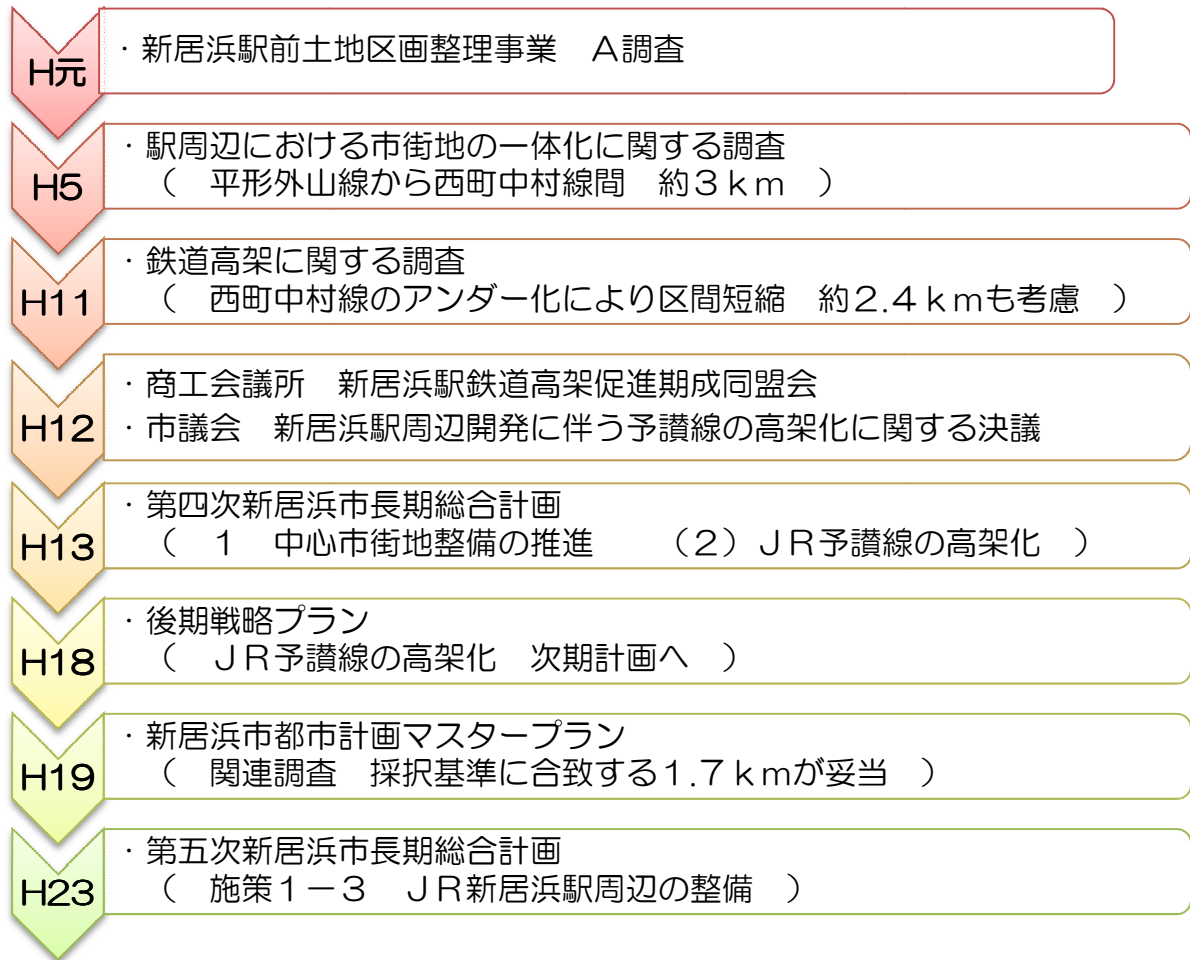 H元
・新居浜駅前土地区画整理事業　A調査
H5
・駅周辺における市街地の一体化に関する調査
（　平形外山線から西町中村線間　約3km　）
H11
・鉄道高架に関する調査
（　西町中村線のアンダー化により区間短縮　約2.4kmも考慮　）
H12
・商工会議所　新居浜駅鉄道高架促進期成同盟会
・市議会　新居浜駅周辺開発に伴う予讃線の高架化に関する決議
H13
・第四次新居浜市長期総合計画
（　1　中心市街地整備の推進　　（2）JR予讃線の高架化　）
H18
・後期戦略プラン
（　JR予讃線の高架化　次期計画へ　）
H19
・新居浜市都市計画マスタープラン
（　関連調査　採択基準に合致する1.7kmが妥当　）
H23
・第五次新居浜市長期総合計画
（　施策1－3　JR新居浜駅周辺の整備　）